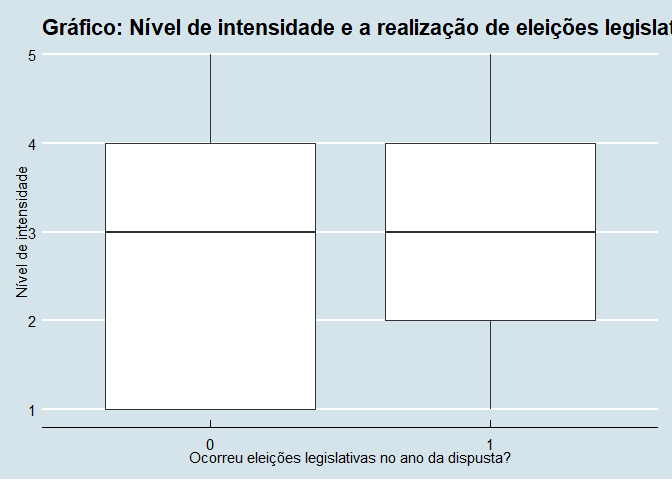 Gráfico: Nível de intensidade e a realização de eleições legislat
5
4
3
2
1
Nível de intensidade
0 1
Ocorreu eleições legislativas no ano da dispusta?